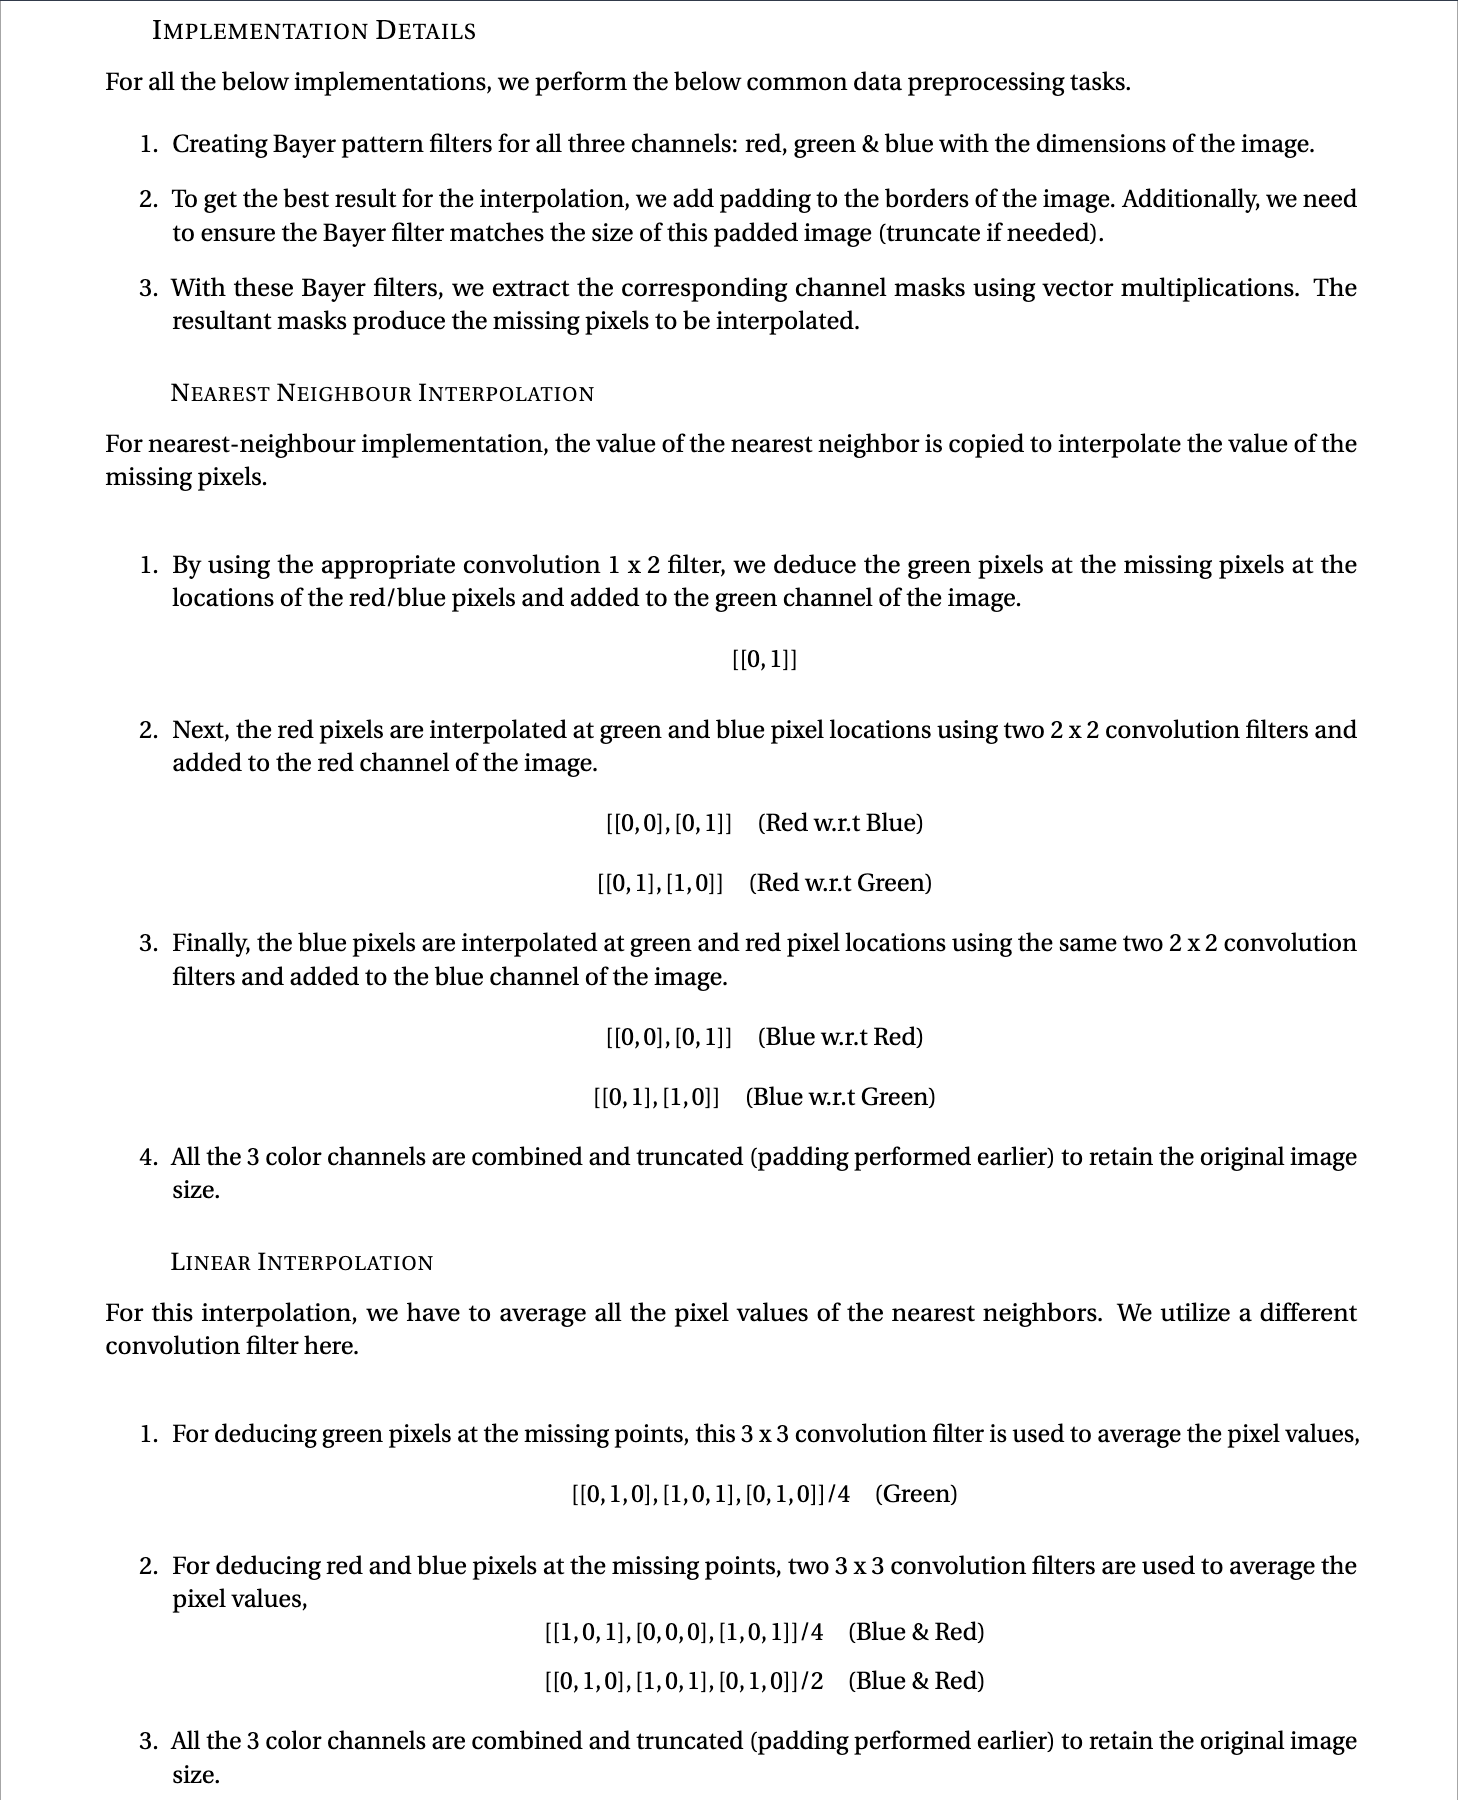 IMPLEMENTATION DETAILS
For all the below implementations, we perform the below common data preprocessing tasks.
1. Creating Bayer pattern filters for all three channels: red, green & blue with the dimensions of the image.
2. To get the best result for the interpolation, we add padding to the borders of the image. Additionally, we need
to ensure the Bayer filter matches the size of this padded image (truncate if needed).
3. With these Bayer filters, we extract the corresponding channel masks using vector multiplications. The
resultant masks produce the missing pixels to be interpolated.
NEAREST NEIGHBOUR INTERPOLATION
For nearest-neighbour implementation, the value of the nearest neighbor is copied to interpolate the value of the
missing pixels.
1. By using the appropriate convolution 1 x 2 filter, we deduce the green pixels at the missing pixels at the
locations of the red/blue pixels and added to the green channel of the image.
[[0,1]]
2. Next, the red pixels are interpolated at green and blue pixel locations using two 2 x 2 convolution filters and
added to the red channel of the image.
[[0,0],[0,1]] (Red w.r.t Blue)
[[0,1],[1,0]] (Red w.r.t Green)
3. Finally, the blue pixels are interpolated at green and red pixel locations using the same two 2 x 2 convolution
filters and added to the blue channel of the image.
[[0,0],[0,1]] (Blue w.r.t Red)
[[0,1],[1,0]] (Blue w.r.t Green)
4. All the 3 color channels are combined and truncated (padding performed earlier) to retain the original image
size.
LINEAR INTERPOLATION
For this interpolation, we have to average all the pixel values of the nearest neighbors. We utilize a different
convolution filter here.
1. For deducing green pixels at the missing points, this 3 x 3 convolution filter is used to average the pixel values,
[[0,1,0],[1,0,1],[0,1,0]]/4 (Green)
2. For deducing red and blue pixels at the missing points, two 3 x 3 convolution filters are used to average the
pixel values,
[[1,0,1],[0,0,0],[1,0,1]]/4 (Blue & Red)
[[0,1,0],[1,0,1],[0,1,0]]/2 (Blue & Red)
3. All the 3 color channels are combined and truncated (padding performed earlier) to retain the original image
size.